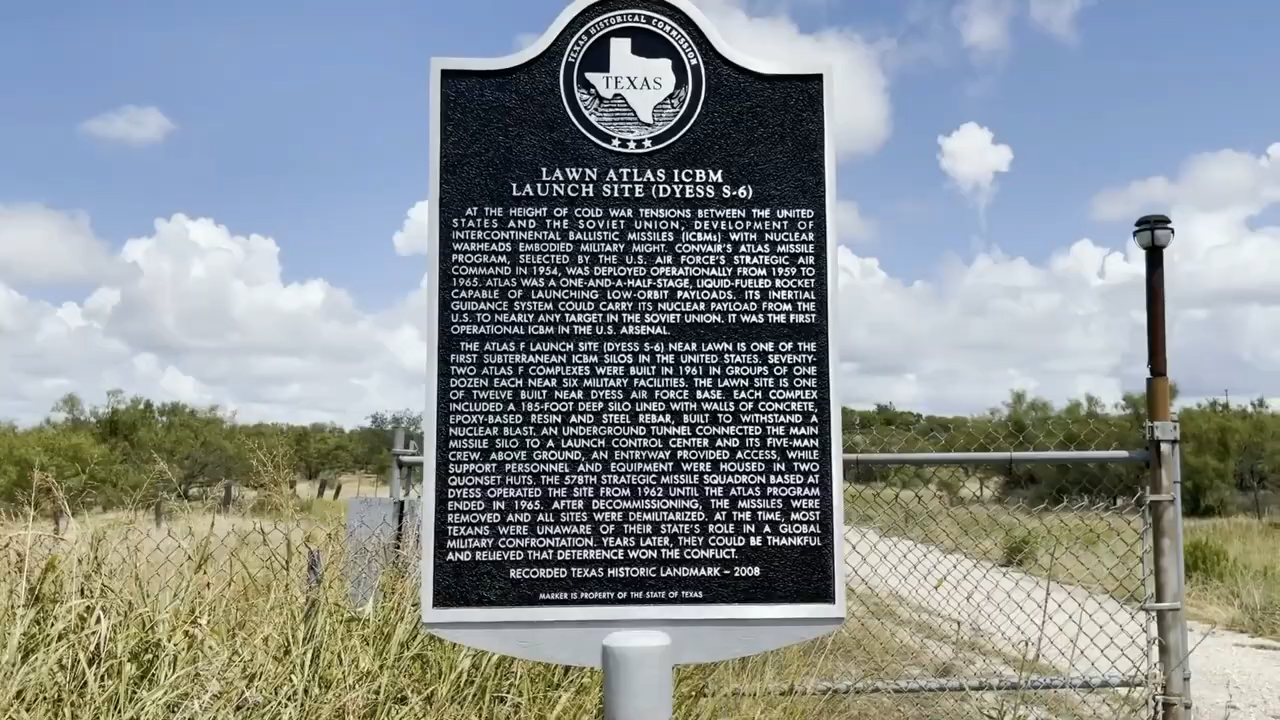 TEXAS HISTORICAL COMMISSION
TEXAS
LAWN ATLAS ICBM
LAUNCH SITE (DYESS S-6)
AT THE HEIGHT OF COLD WAR TENSIONS BETWEEN THE UNITED
STATES AND THE SOVIET UNION, DEVELOPMENT OF
INTERCONTINENTAL BALLISTIC MISSILES (ICBMs) WITH NUCLEAR
WARHEADS EMBODIED MILITARY MIGHT. CONVAIR'S ATLAS MISSILE
PROGRAM, SELECTED BY THE U.S. AIR FORCE'S STRATEGIC AIR
COMMAND IN 1954, WAS DEPLOYED OPERATIONALLY FROM 1959 TO
1965. ATLAS WAS A ONE-AND-A-HALF-STAGE, LIQUID-FUELED ROCKET
CAPABLE OF LAUNCHING LOW-ORBIT PAYLOADS. ITS INERTIAL
GUIDANCE SYSTEM COULD CARRY ITS NUCLEAR PAYLOAD FROM THE
U.S. TO NEARLY ANY TARGET IN THE SOVIET UNION. IT WAS THE FIRST
OPERATIONAL ICBM IN THE U.S. ARSENAL.
THE ATLAS F LAUNCH SITE (DYESS S-6) NEAR LAWN IS ONE OF THE
FIRST SUBTERRANEAN ICBM SILOS IN THE UNITED STATES. SEVENTY-
TWO ATLAS F COMPLEXES WERE BUILT IN 1961 IN GROUPS OF ONE
DOZEN EACH NEAR SIX MILITARY FACILITIES. THE LAWN SITE IS ONE
OF TWELVE BUILT NEAR DYESS AIR FORCE BASE. EACH COMPLEX
INCLUDED A 185-FOOT DEEP SILO LINED WITH WALLS OF CONCRETE,
EPOXY-BASED RESIN AND STEEL REBAR, BUILT TO WITHSTAND A
NUCLEAR BLAST. AN UNDERGROUND TUNNEL CONNECTED THE MAIN
MISSILE SILO TO A LAUNCH CONTROL CENTER AND ITS FIVE-MAN
CREW. ABOVE GROUND, AN ENTRYWAY PROVIDED ACCESS, WHILE
SUPPORT PERSONNEL AND EQUIPMENT WERE HOUSED IN TWO
QUONSET HUTS. THE 578TH STRATEGIC MISSILE SQUADRON BASED AT
DYESS OPERATED THE SITE FROM 1962 UNTIL THE ATLAS PROGRAM
ENDED IN 1965. AFTER DECOMMISSIONING, THE MISSILES WERE
REMOVED AND ALL SITES WERE DEMILITARIZED. AT THE TIME, MOST
TEXANS WERE UNAWARE OF THEIR STATE'S ROLE IN A GLOBAL
MILITARY CONFRONTATION. YEARS LATER, THEY COULD BE THANKFUL
AND RELIEVED THAT DETERRENCE WON THE CONFLICT.
RECORDED TEXAS HISTORIC LANDMARK – 2008
MARKER IS PROPERTY OF THE STATE OF TEXAS